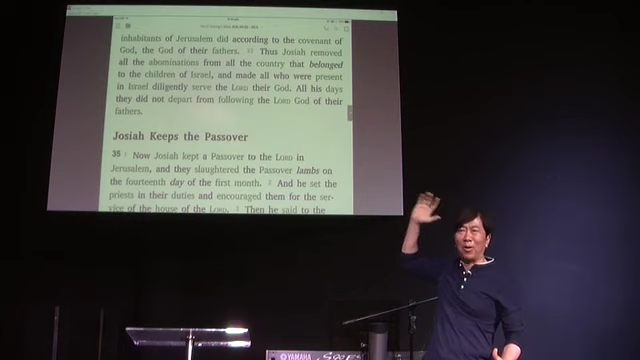 inhabitants of Jerusalem did according to the covenant of
God, the God of their fathers. 33 Thus Josiah removed
all the abominations from all the country that belonged
to the children of Israel, and made all who were present
in Israel diligently serve the LORD their God. All his days
they did not depart from following the LORD God of their
fathers.
Josiah Keeps the Passover
35 1 Now Josiah kept a Passover to the LORD in
Jerusalem, and they slaughtered the Passover lambs on
the fourteenth day of the first month. 2 And he set the
priests in their duties and encouraged them for the ser-
vice of the house of the LORD. 3 Then he said to the
YAMAHA S90